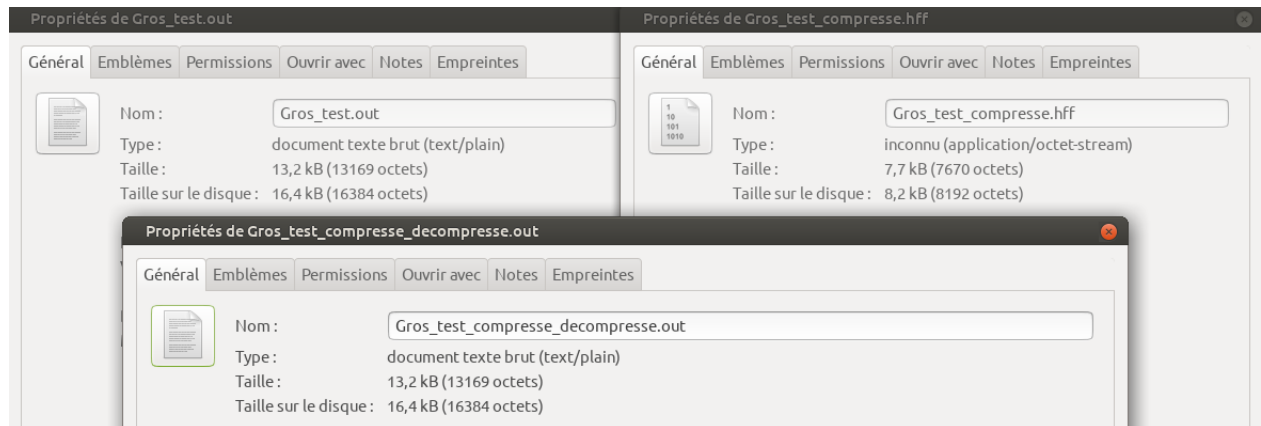 Propriétés de Gros_test.out
Général Emblèmes Permissions Ouvrir avec Notes Empreintes
Nom : Gros_test.out
Type : document texte brut (text/plain)
Taille : 13,2 kB (13169 octets)
Taille sur le disque : 16,4 kB (16384 octets)
Propriétés de Gros_test_compresse.hff
Général Emblèmes Permissions Ouvrir avec Notes Empreintes
1
10
101
1010
Nom : Gros_test_compresse.hff
Type : inconnu (application/octet-stream)
Taille : 7,7 kB (7670 octets)
Taille sur le disque : 8,2 kB (8192 octets)
Propriétés de Gros_test_compresse_decompresse.out
Général Emblèmes Permissions Ouvrir avec Notes Empreintes
Nom : Gros_test_compresse_decompresse.out
Type : document texte brut (text/plain)
Taille : 13,2 kB (13169 octets)
Taille sur le disque : 16,4 kB (16384 octets)